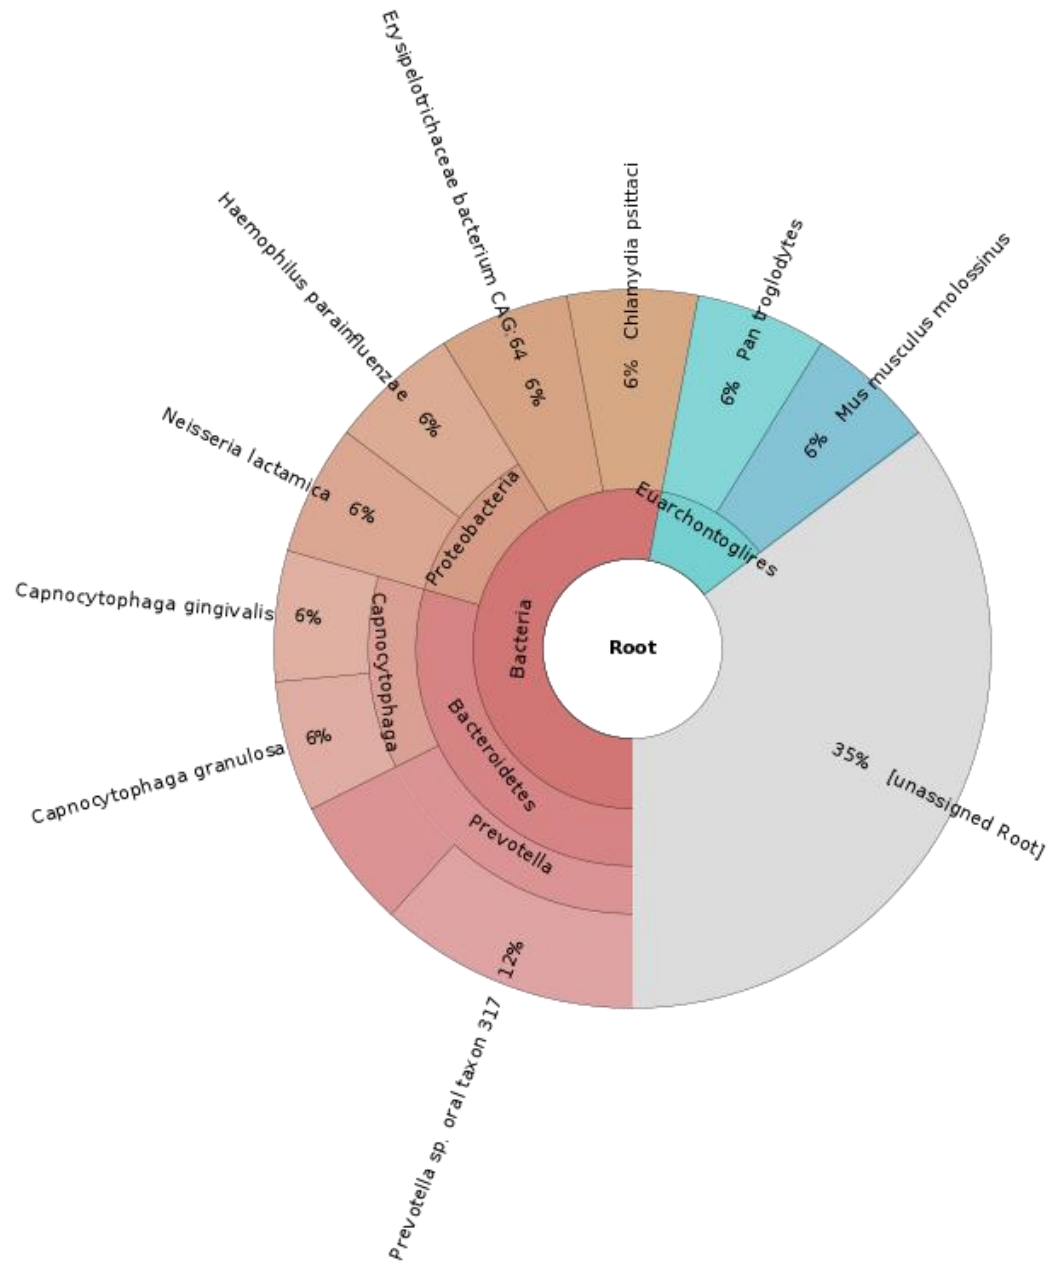 Erysipelotrichaceae bacterium CAG:64 6%
Chlamydia psittaci 6%
Pan troglodytes 6%
Mus musculus molossinus 6%
Haemophilus parainfluenzae 6%
Neisseria lactamica 6%
Proteobacteria
Euarchontoglires
Capnocytophaga gingivalis 6%
Capnocytophaga
Bacteria
Root
Capnocytophaga granulosa 6%
Bacteroidetes
35% [unassigned Root]
Prevotella
12%
Prevotella sp. oral taxon 317